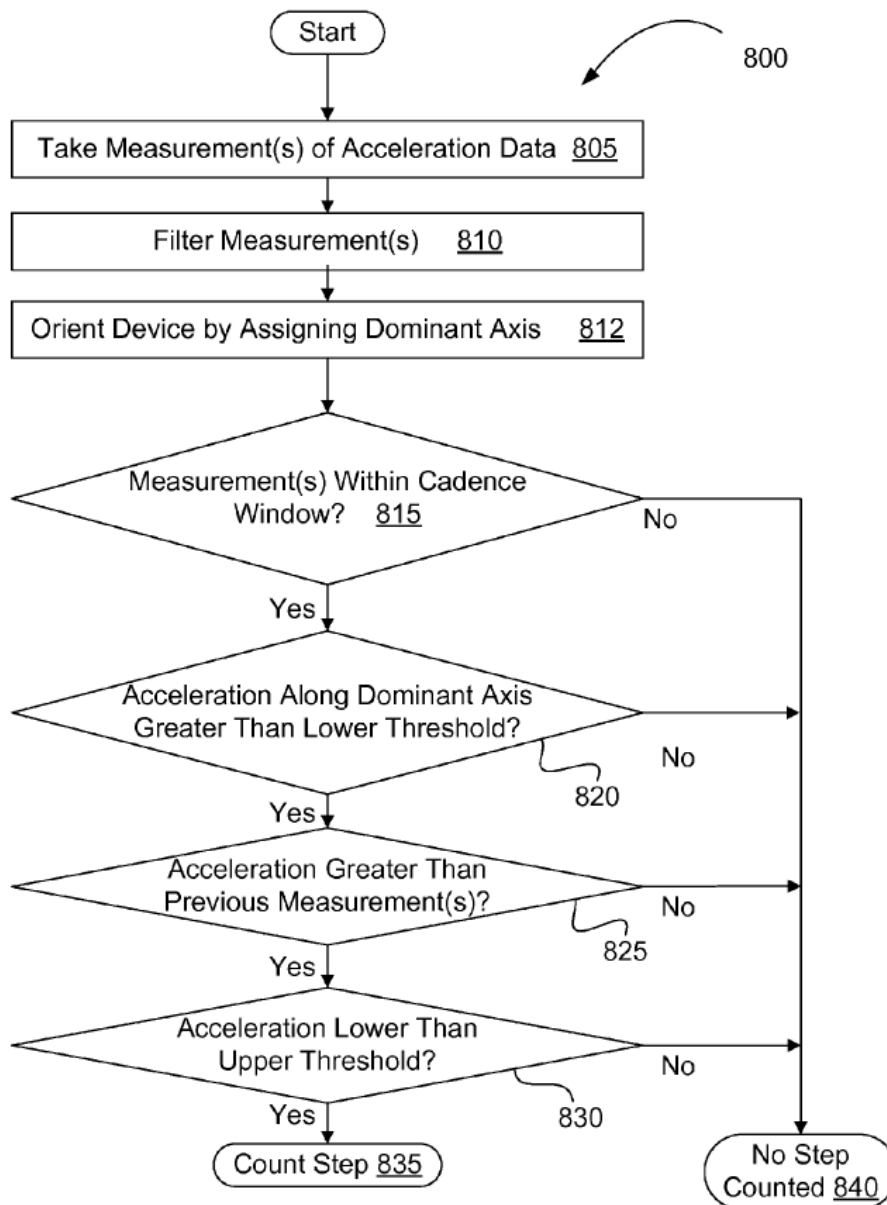 Start
800
Take Measurement(s) of Acceleration Data 805
Filter Measurement(s) 810
Orient Device by Assigning Dominant Axis 812
Measurement(s) Within Cadence
Window? 815
No
Yes
Acceleration Along Dominant Axis
Greater Than Lower Threshold?
No
820
Yes
Acceleration Greater Than
Previous Measurement(s)?
No
825
Yes
Acceleration Lower Than
Upper Threshold?
No
830
Yes
Count Step 835
No Step
Counted 840